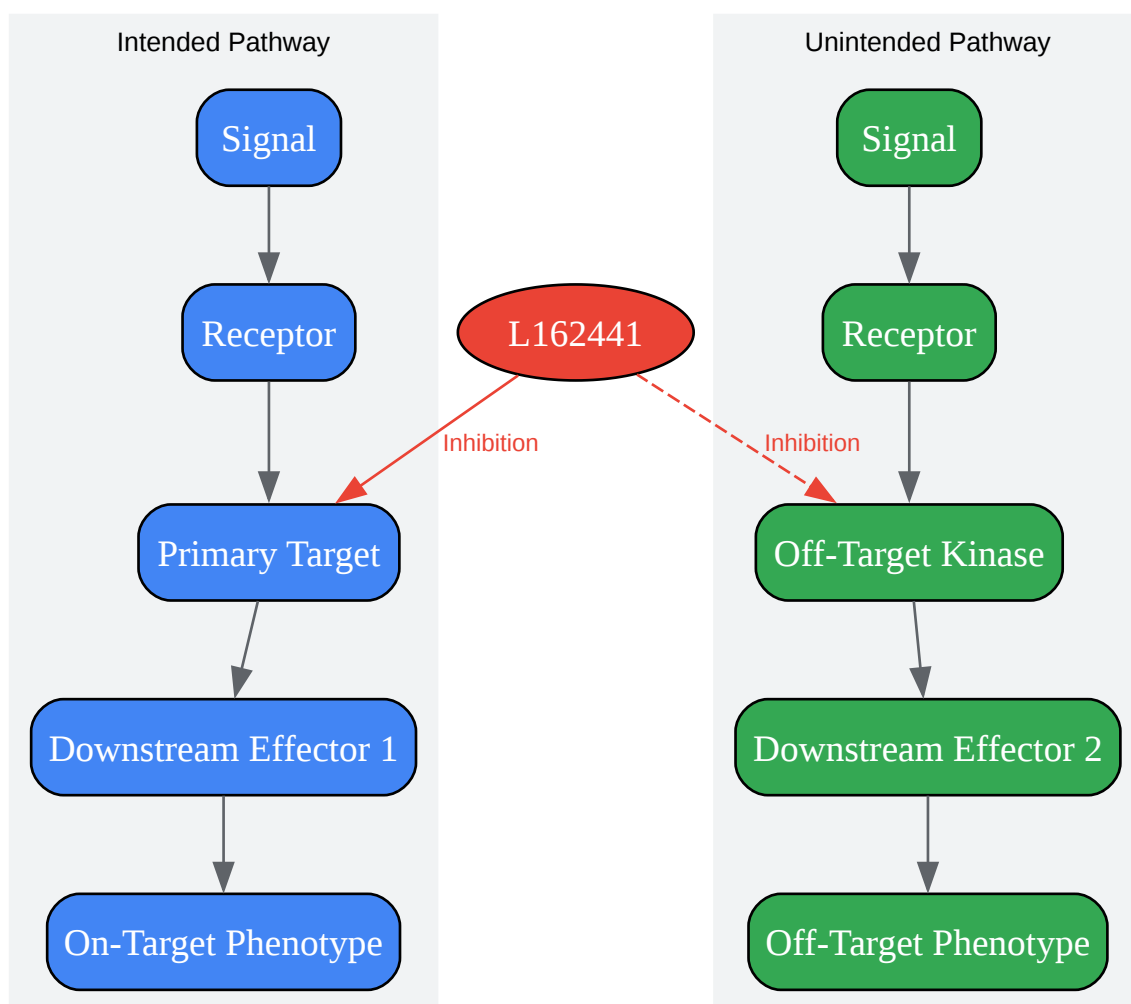 Intended Pathway
Signal
Receptor
Primary Target
Downstream Effector 1
On-Target Phenotype
L162441
Inhibition
Inhibition
Unintended Pathway
Signal
Receptor
Off-Target Kinase
Downstream Effector 2
Off-Target Phenotype